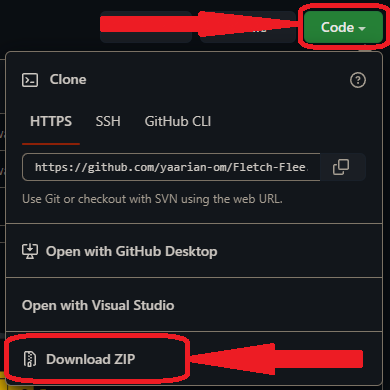 Code
Clone
HTTPS SSH GitHub CLI
https://github.com/yaarian-om/Fletch-Flee
Use Git or checkout with SVN using the web URL.
Open with GitHub Desktop
Open with Visual Studio
Download ZIP